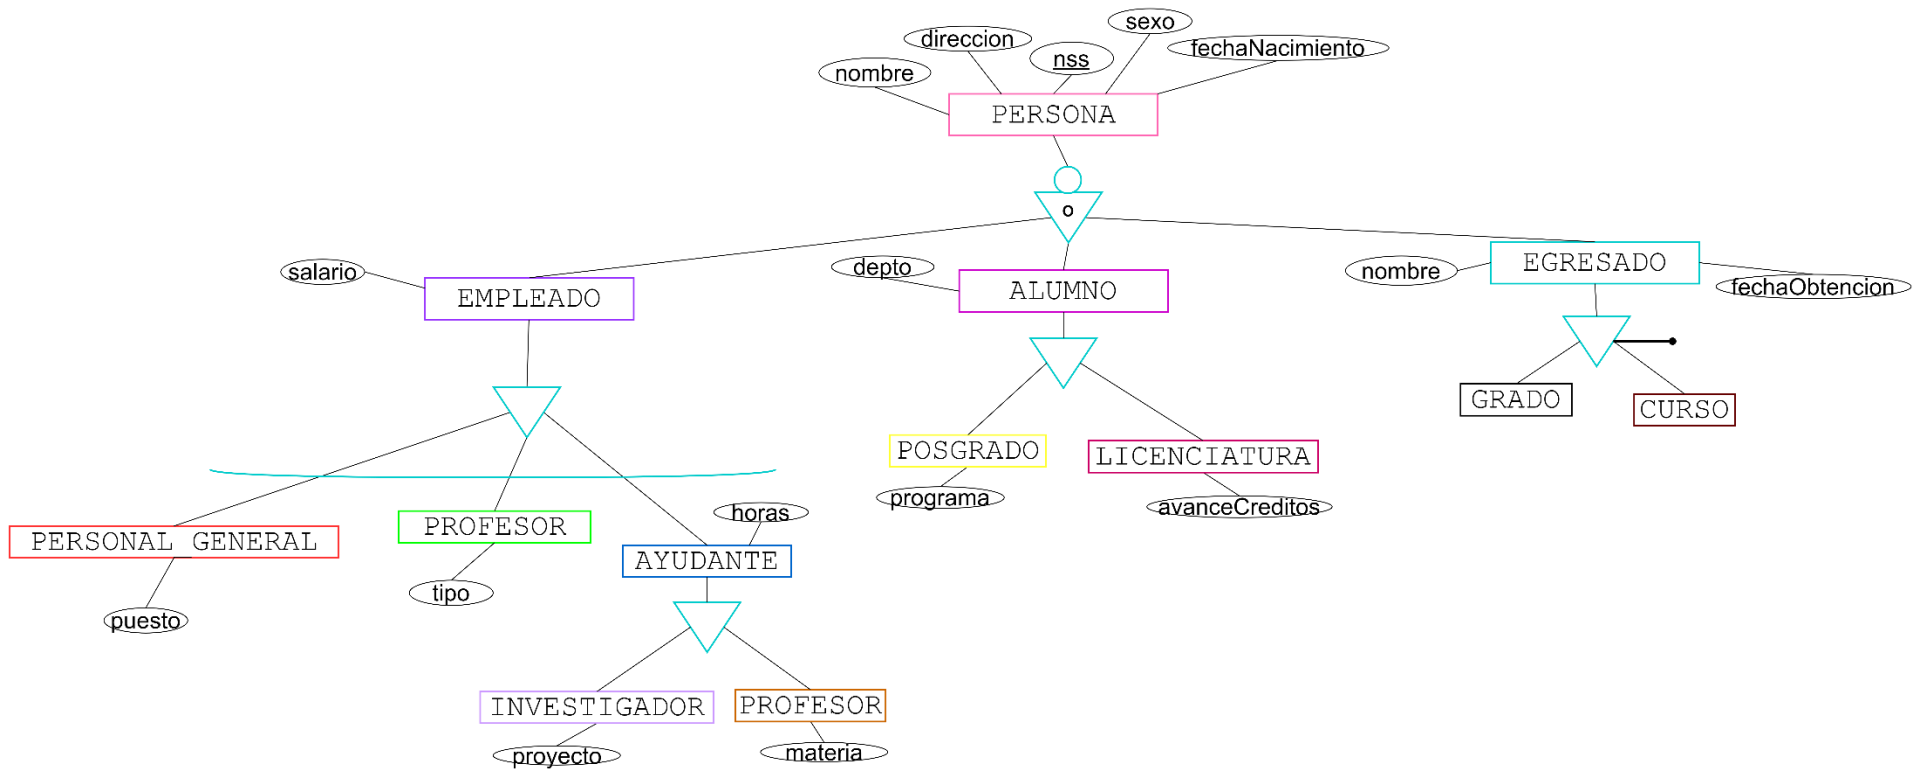 sexo
direccion
fechaNacimiento
nss
nombre
PERSONA
o
salario
EMPLEADO
depto
ALUMNO
nombre
EGRESADO
fechaObtencion
GRADO
CURSO
POSGRADO
LICENCIATURA
programa
avanceCreditos
PERSONAL GENERAL
PROFESOR
horas
AYUDANTE
puesto
tipo
INVESTIGADOR
PROFESOR
proyecto
materia